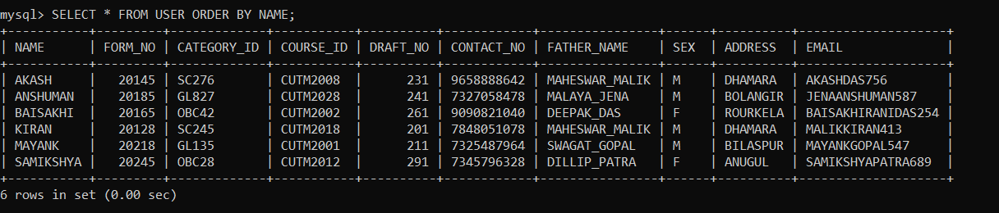 mysql> SELECT * FROM USER ORDER BY NAME;
+-----------+---------+-------------+-----------+----------+------------+----------------+------+----------+--------------------+
| NAME      | FORM_NO | CATEGORY_ID | COURSE_ID | DRAFT_NO | CONTACT_NO | FATHER_NAME    | SEX  | ADDRESS  | EMAIL              |
+-----------+---------+-------------+-----------+----------+------------+----------------+------+----------+--------------------+
| AKASH     |   20145 | SC276       | CUTM2008  |      231 | 9658888642 | MAHESWAR_MALIK | M    | DHAMARA  | AKASHDAS756        |
| ANSHUMAN  |   20185 | GL827       | CUTM2028  |      241 | 7327058478 | MALAYA_JENA    | M    | BOLANGIR | JENAANSHUMAN587    |
| BAISAKHI  |   20165 | OBC42       | CUTM2002  |      261 | 9090821040 | DEEPAK_DAS     | F    | ROURKELA | BAISAKHIRANIDAS254 |
| KIRAN     |   20128 | SC245       | CUTM2018  |      201 | 7848051078 | MAHESWAR_MALIK | M    | DHAMARA  | MALIKKIRAN413      |
| MAYANK    |   20218 | GL135       | CUTM2001  |      211 | 7325487964 | SWAGAT_GOPAL   | M    | BILASPUR | MAYANKGOPAL547     |
| SAMIKSHYA |   20245 | OBC28       | CUTM2012  |      291 | 7345796328 | DILLIP_PATRA   | F    | ANUGUL   | SAMIKSHYAPATRA689  |
+-----------+---------+-------------+-----------+----------+------------+----------------+------+----------+--------------------+
6 rows in set (0.00 sec)